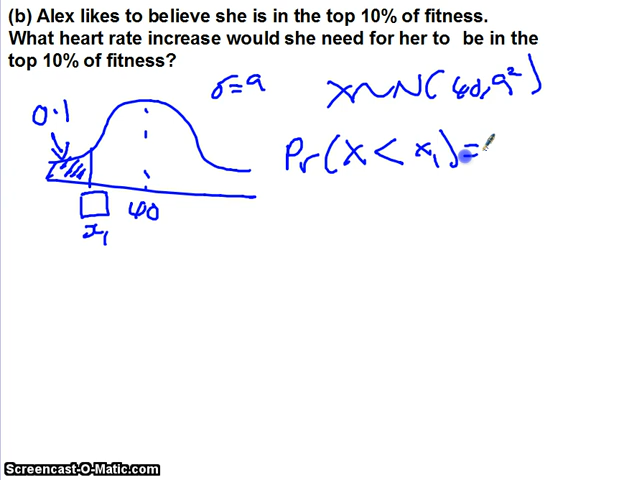 (b) Alex likes to believe she is in the top 10% of fitness.
What heart rate increase would she need for her to be in the
top 10% of fitness?
σ=9
X~N(40,9²)
0.1
Pr(X < x₁)=
40
x₁
Screencast-O-Matic.com